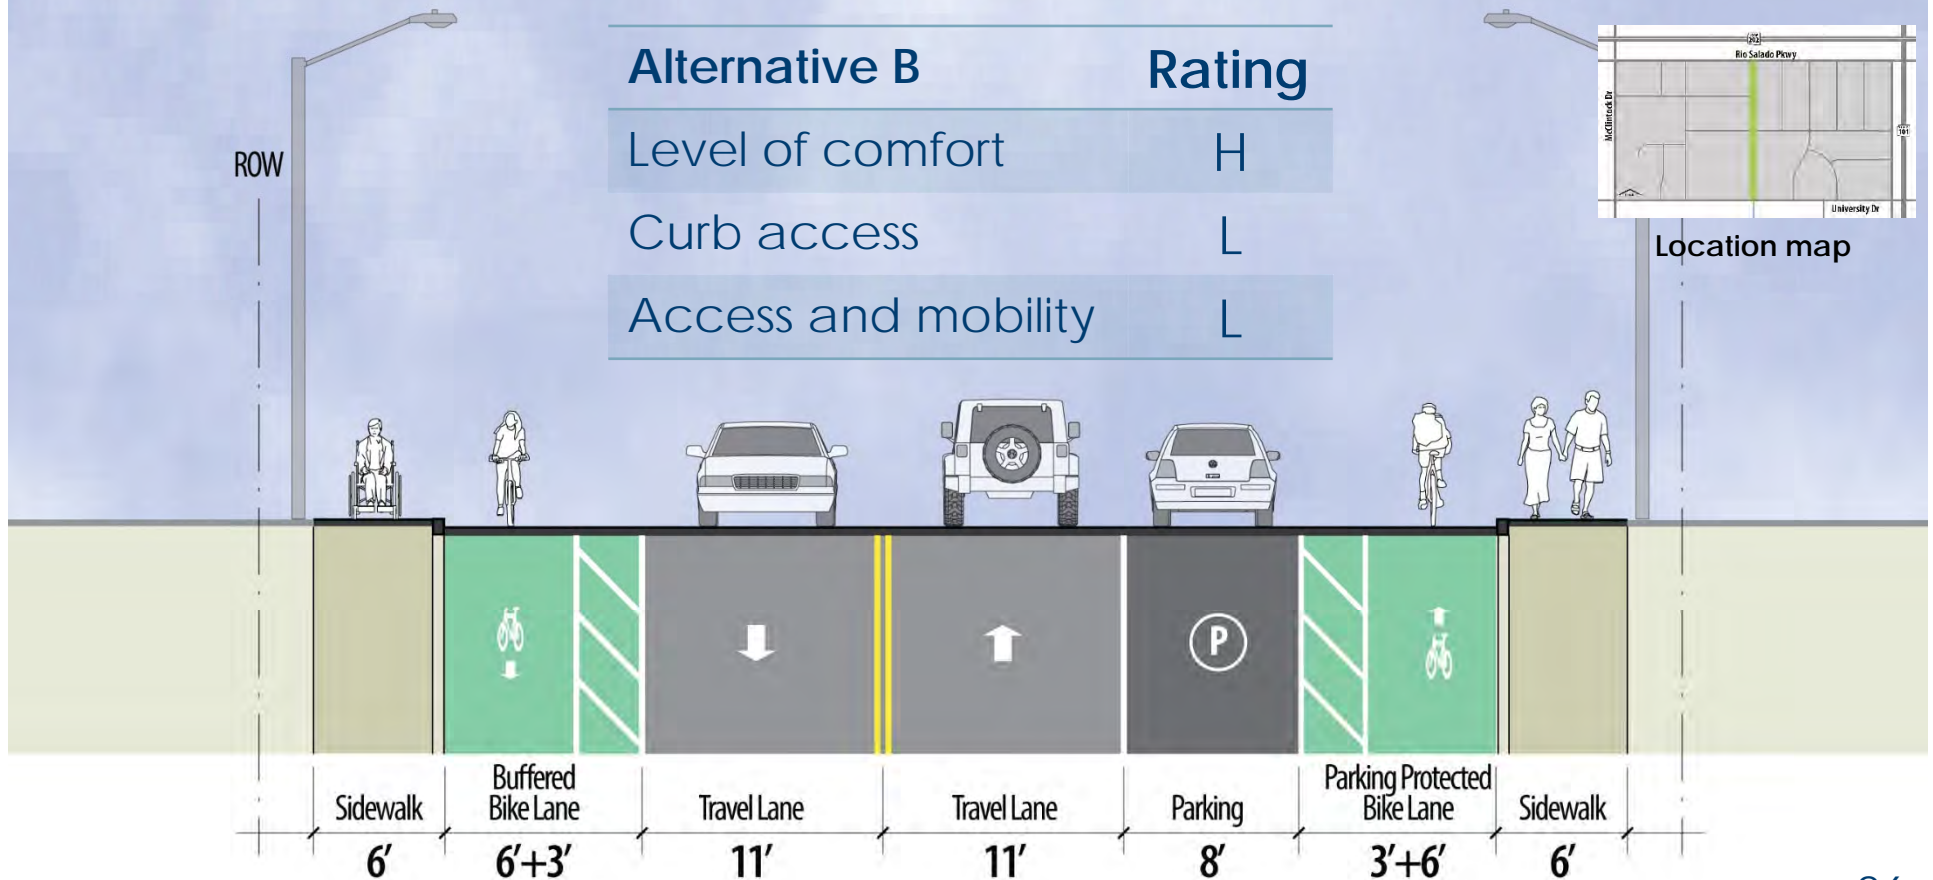 Alternative B Rating
Level of comfort H
Curb access L
Access and mobility L
202
Rio Salado Pkwy
McClintock Dr
101
University Dr
Location map
ROW
P
Sidewalk
Buffered
Bike Lane
Travel Lane
Travel Lane
Parking
Parking Protected
Bike Lane
Sidewalk
6' 6'+3' 11' 11' 8' 3'+6' 6'